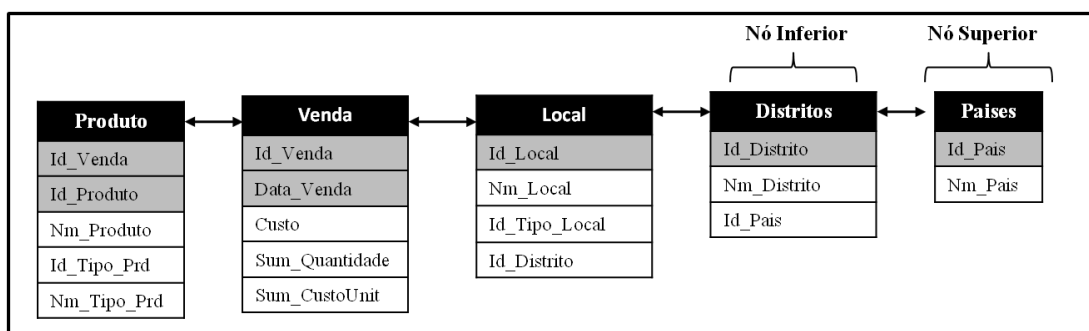 Nó Inferior
Nó Superior
Produto
Id_Venda
Id_Produto
Nm_Produto
Id_Tipo_Prd
Nm_Tipo_Prd
Venda
Id_Venda
Data_Venda
Custo
Sum_Quantidade
Sum_CustoUnit
Local
Id_Local
Nm_Local
Id_Tipo_Local
Id_Distrito
Distritos
Id_Distrito
Nm_Distrito
Id_Pais
Paises
Id_Pais
Nm_Pais